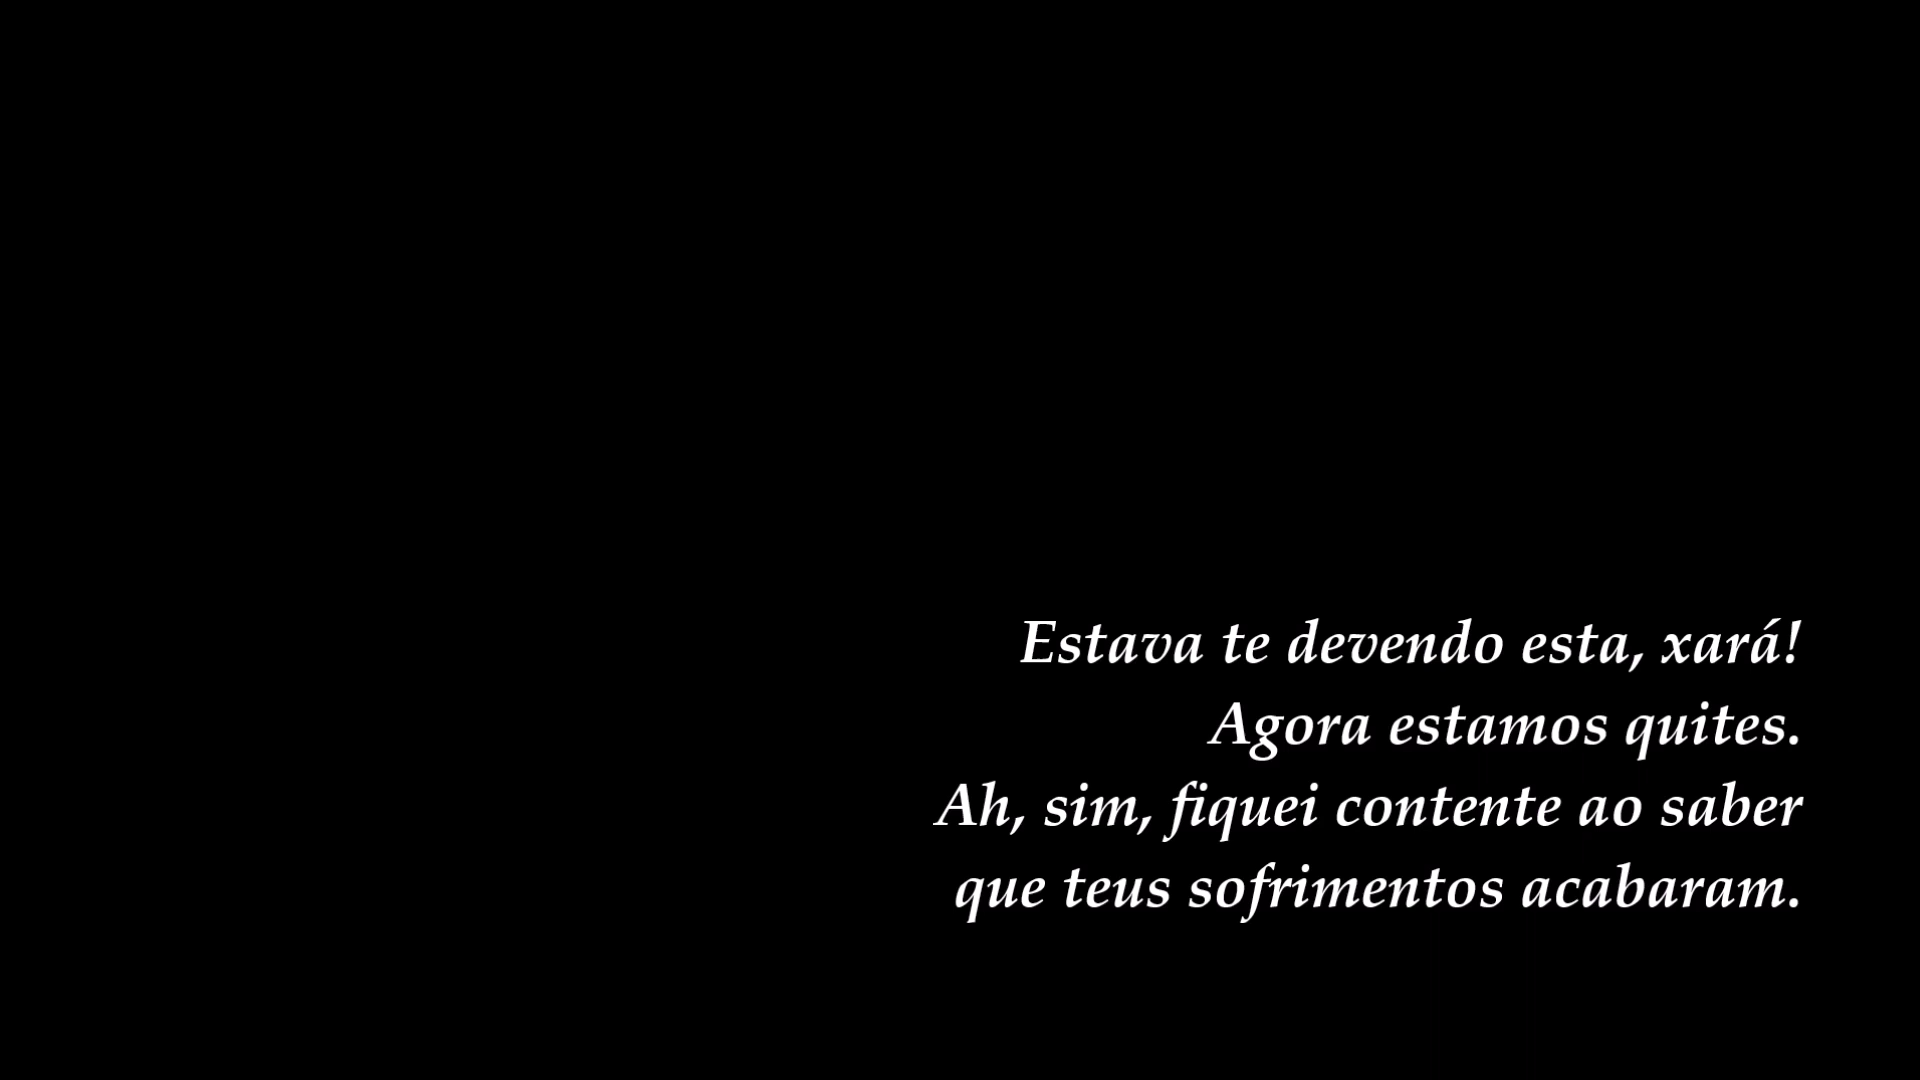 Estava te devendo esta, xará!
Agora estamos quites.
Ah, sim, fiquei contente ao saber
que teus sofrimentos acabaram.